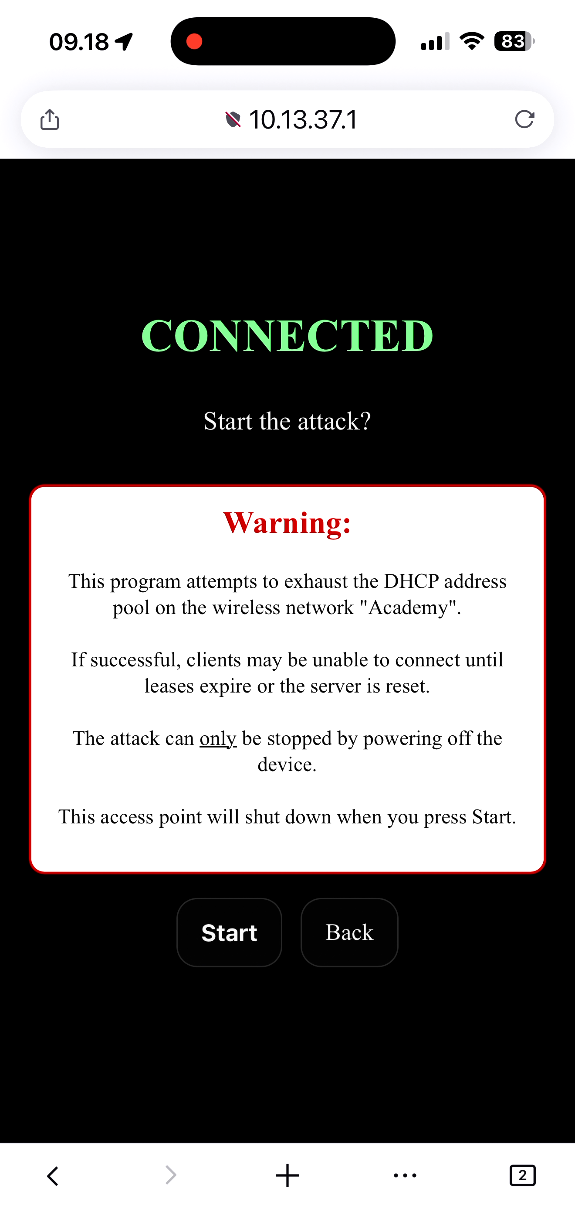 09.18
83
10.13.37.1
CONNECTED
Start the attack?
Warning:
This program attempts to exhaust the DHCP address
pool on the wireless network "Academy".
If successful, clients may be unable to connect until
leases expire or the server is reset.
The attack can only be stopped by powering off the
device.
This access point will shut down when you press Start.
Start
Back
2